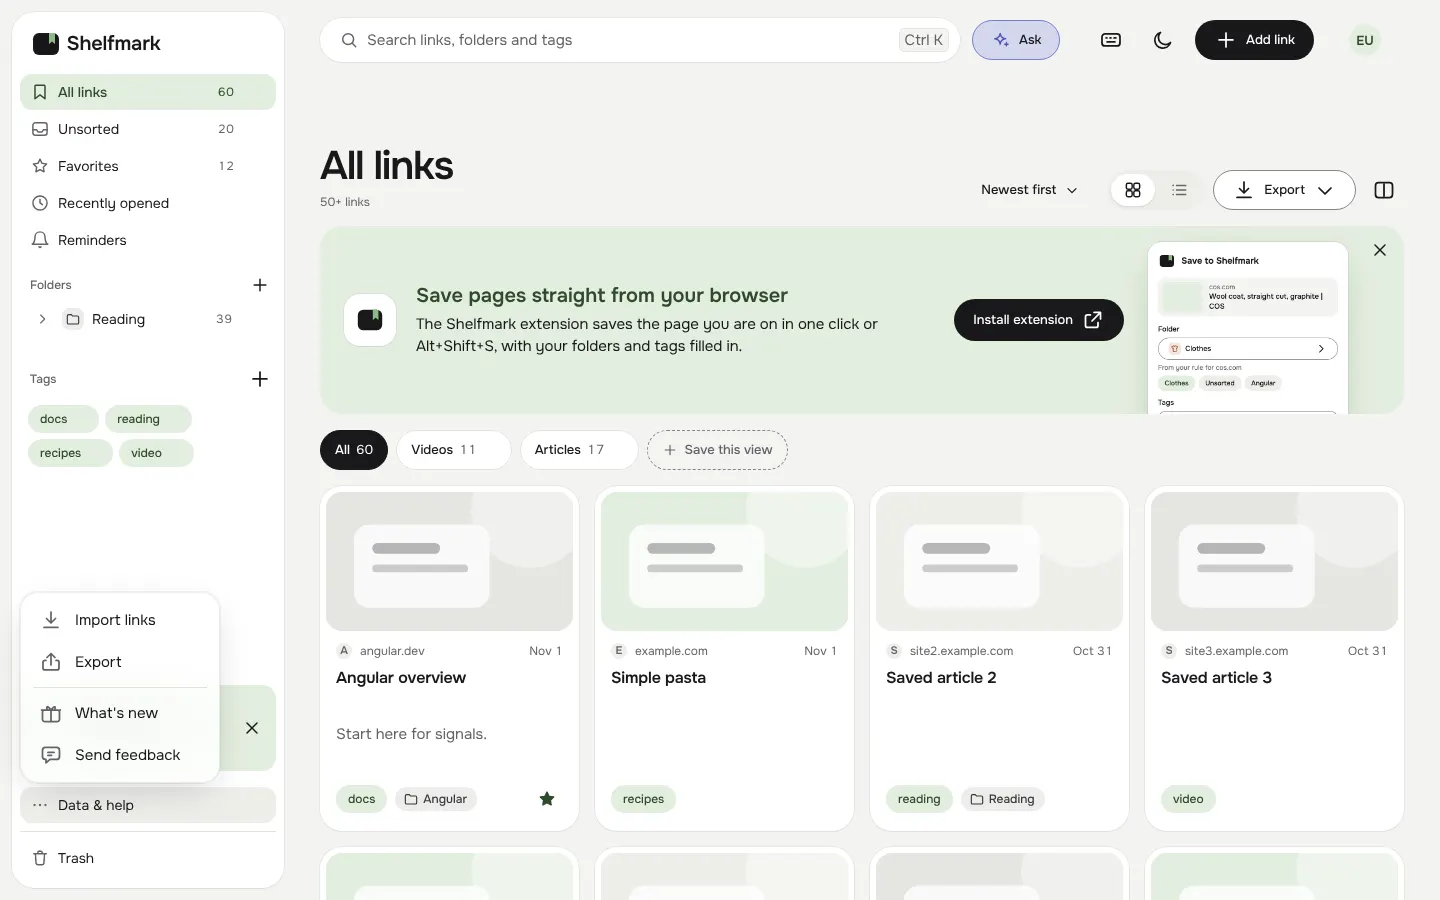 Shelfmark
All links 60
Unsorted 20
Favorites 12
Recently opened
Reminders
Folders
Reading 39
Tags
docs reading
recipes video
Import links
Export
What's new
Send feedback
Data & help
Trash
Search links, folders and tags Ctrl K
Ask
Add link
EU
All links
50+ links
Newest first
Export
Save pages straight from your browser
The Shelfmark extension saves the page you are on in one click or
Alt+Shift+S, with your folders and tags filled in.
Install extension
Save to Shelfmark
cos.com
Wool coat, straight cut, graphite |
COS
Folder
Clothes
From your rule for cos.com
Clothes Unsorted Angular
Tags
All 60
Videos 11
Articles 17
Save this view
A angular.dev Nov 1
Angular overview
Start here for signals.
docs Angular
E example.com Nov 1
Simple pasta
recipes
S site2.example.com Oct 31
Saved article 2
reading Reading
S site3.example.com Oct 31
Saved article 3
video